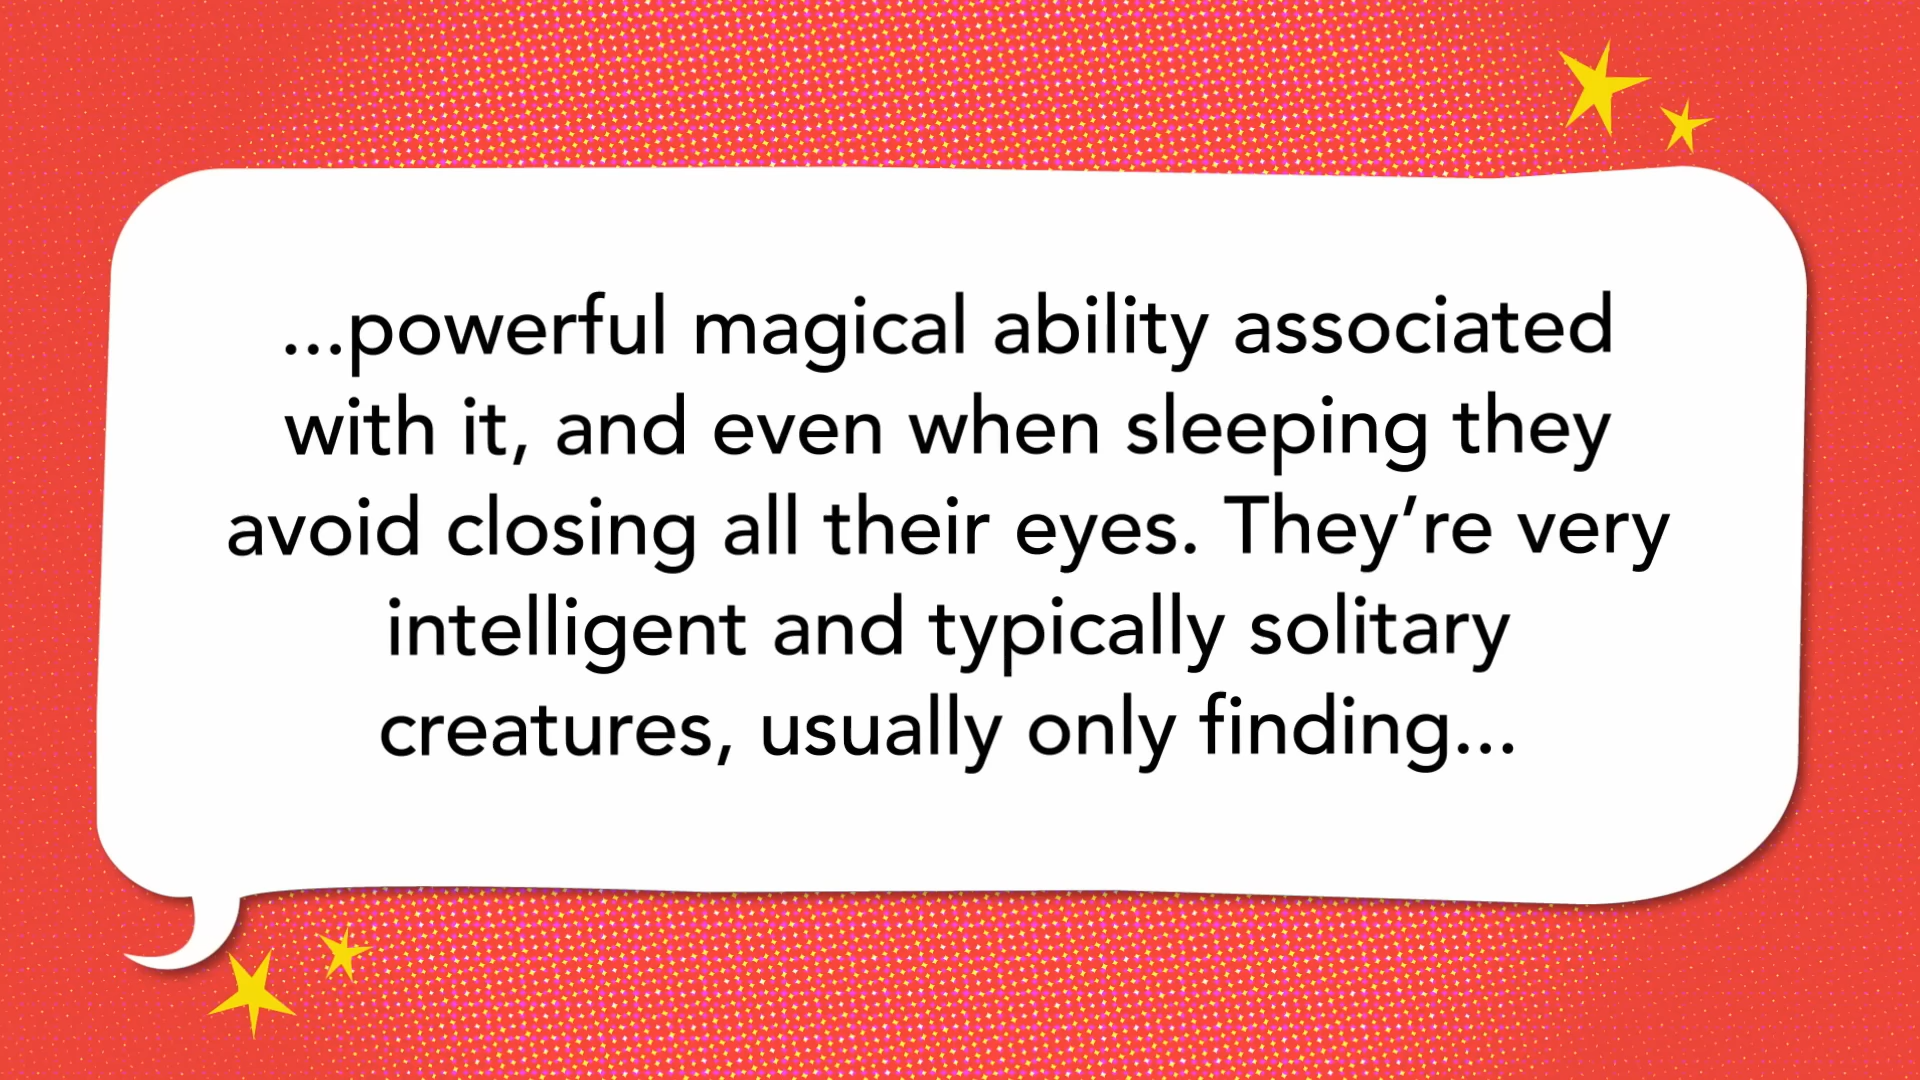 ...powerful magical ability associated
with it, and even when sleeping they
avoid closing all their eyes. They’re very
intelligent and typically solitary
creatures, usually only finding...